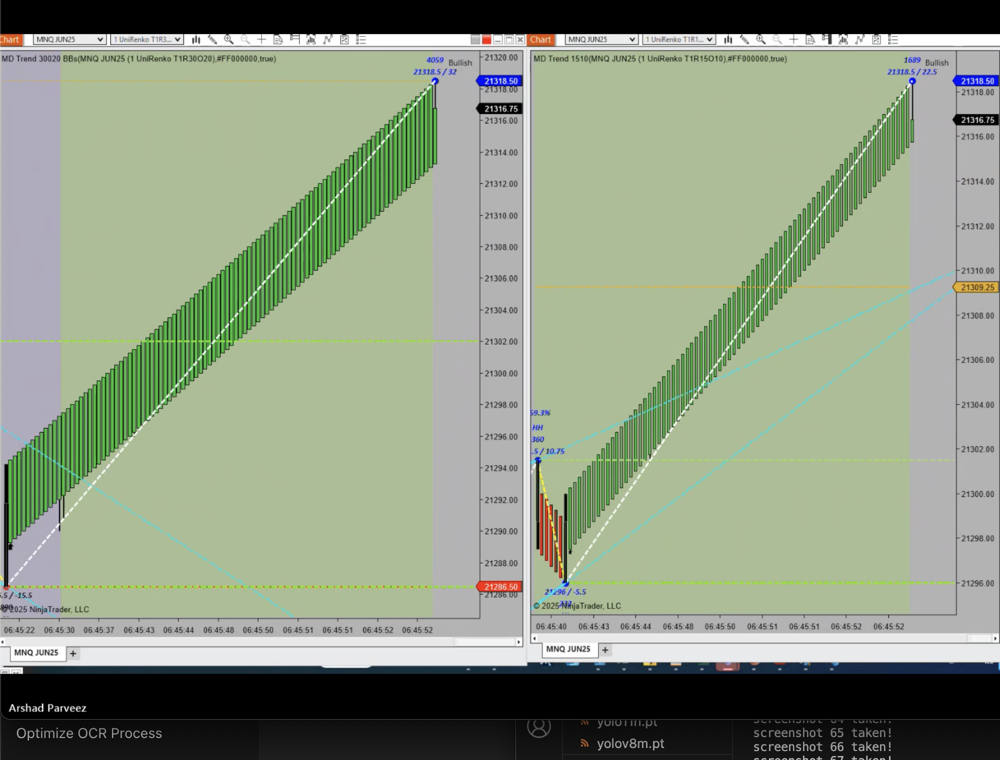 Chart
MNQ JUN25
1 UniRenko T1R3...
MD Trend 30020 BBs(MNQ JUN25 (1 UniRenko T1R30O20),#FF000000,true)
4059
Bullish
21318.5 / 32
21320.00
21318.50
21318.00
21316.75
21316.00
21314.00
21312.00
21310.00
21308.00
21306.00
21304.00
21302.00
21300.00
21298.00
21296.00
21294.00
21292.00
21290.00
21288.00
21286.50
21286.00
5.5 / -15.5
© 2025 NinjaTrader, LLC
06:45:22
06:45:30
06:45:37
06:45:43
06:45:44
06:45:48
06:45:51
06:45:51
06:45:52
06:45:52
MNQ JUN25
+
Chart
MNQ JUN25
1 UniRenko T1R1...
MD Trend 1510(MNQ JUN25 (1 UniRenko T1R15O10),#FF000000,true)
1689
Bullish
21318.5 / 22.5
21318.50
21318.00
21316.75
21316.00
21314.00
21312.00
21310.00
21309.25
21308.00
21306.00
21304.00
21302.00
21300.00
21298.00
21296.00
59.3%
HH
360
.5 / 10.75
21296 / -5.5
© 2025 NinjaTrader, LLC
06:45:40
06:45:43
06:45:44
06:45:48
06:45:50
06:45:51
06:45:52
06:45:52
MNQ JUN25
+
Arshad Parveez
Optimize OCR Process
yolo11n.pt
yolov8m.pt
screenshot 64 taken!
screenshot 65 taken!
screenshot 66 taken!
screenshot 67 taken!